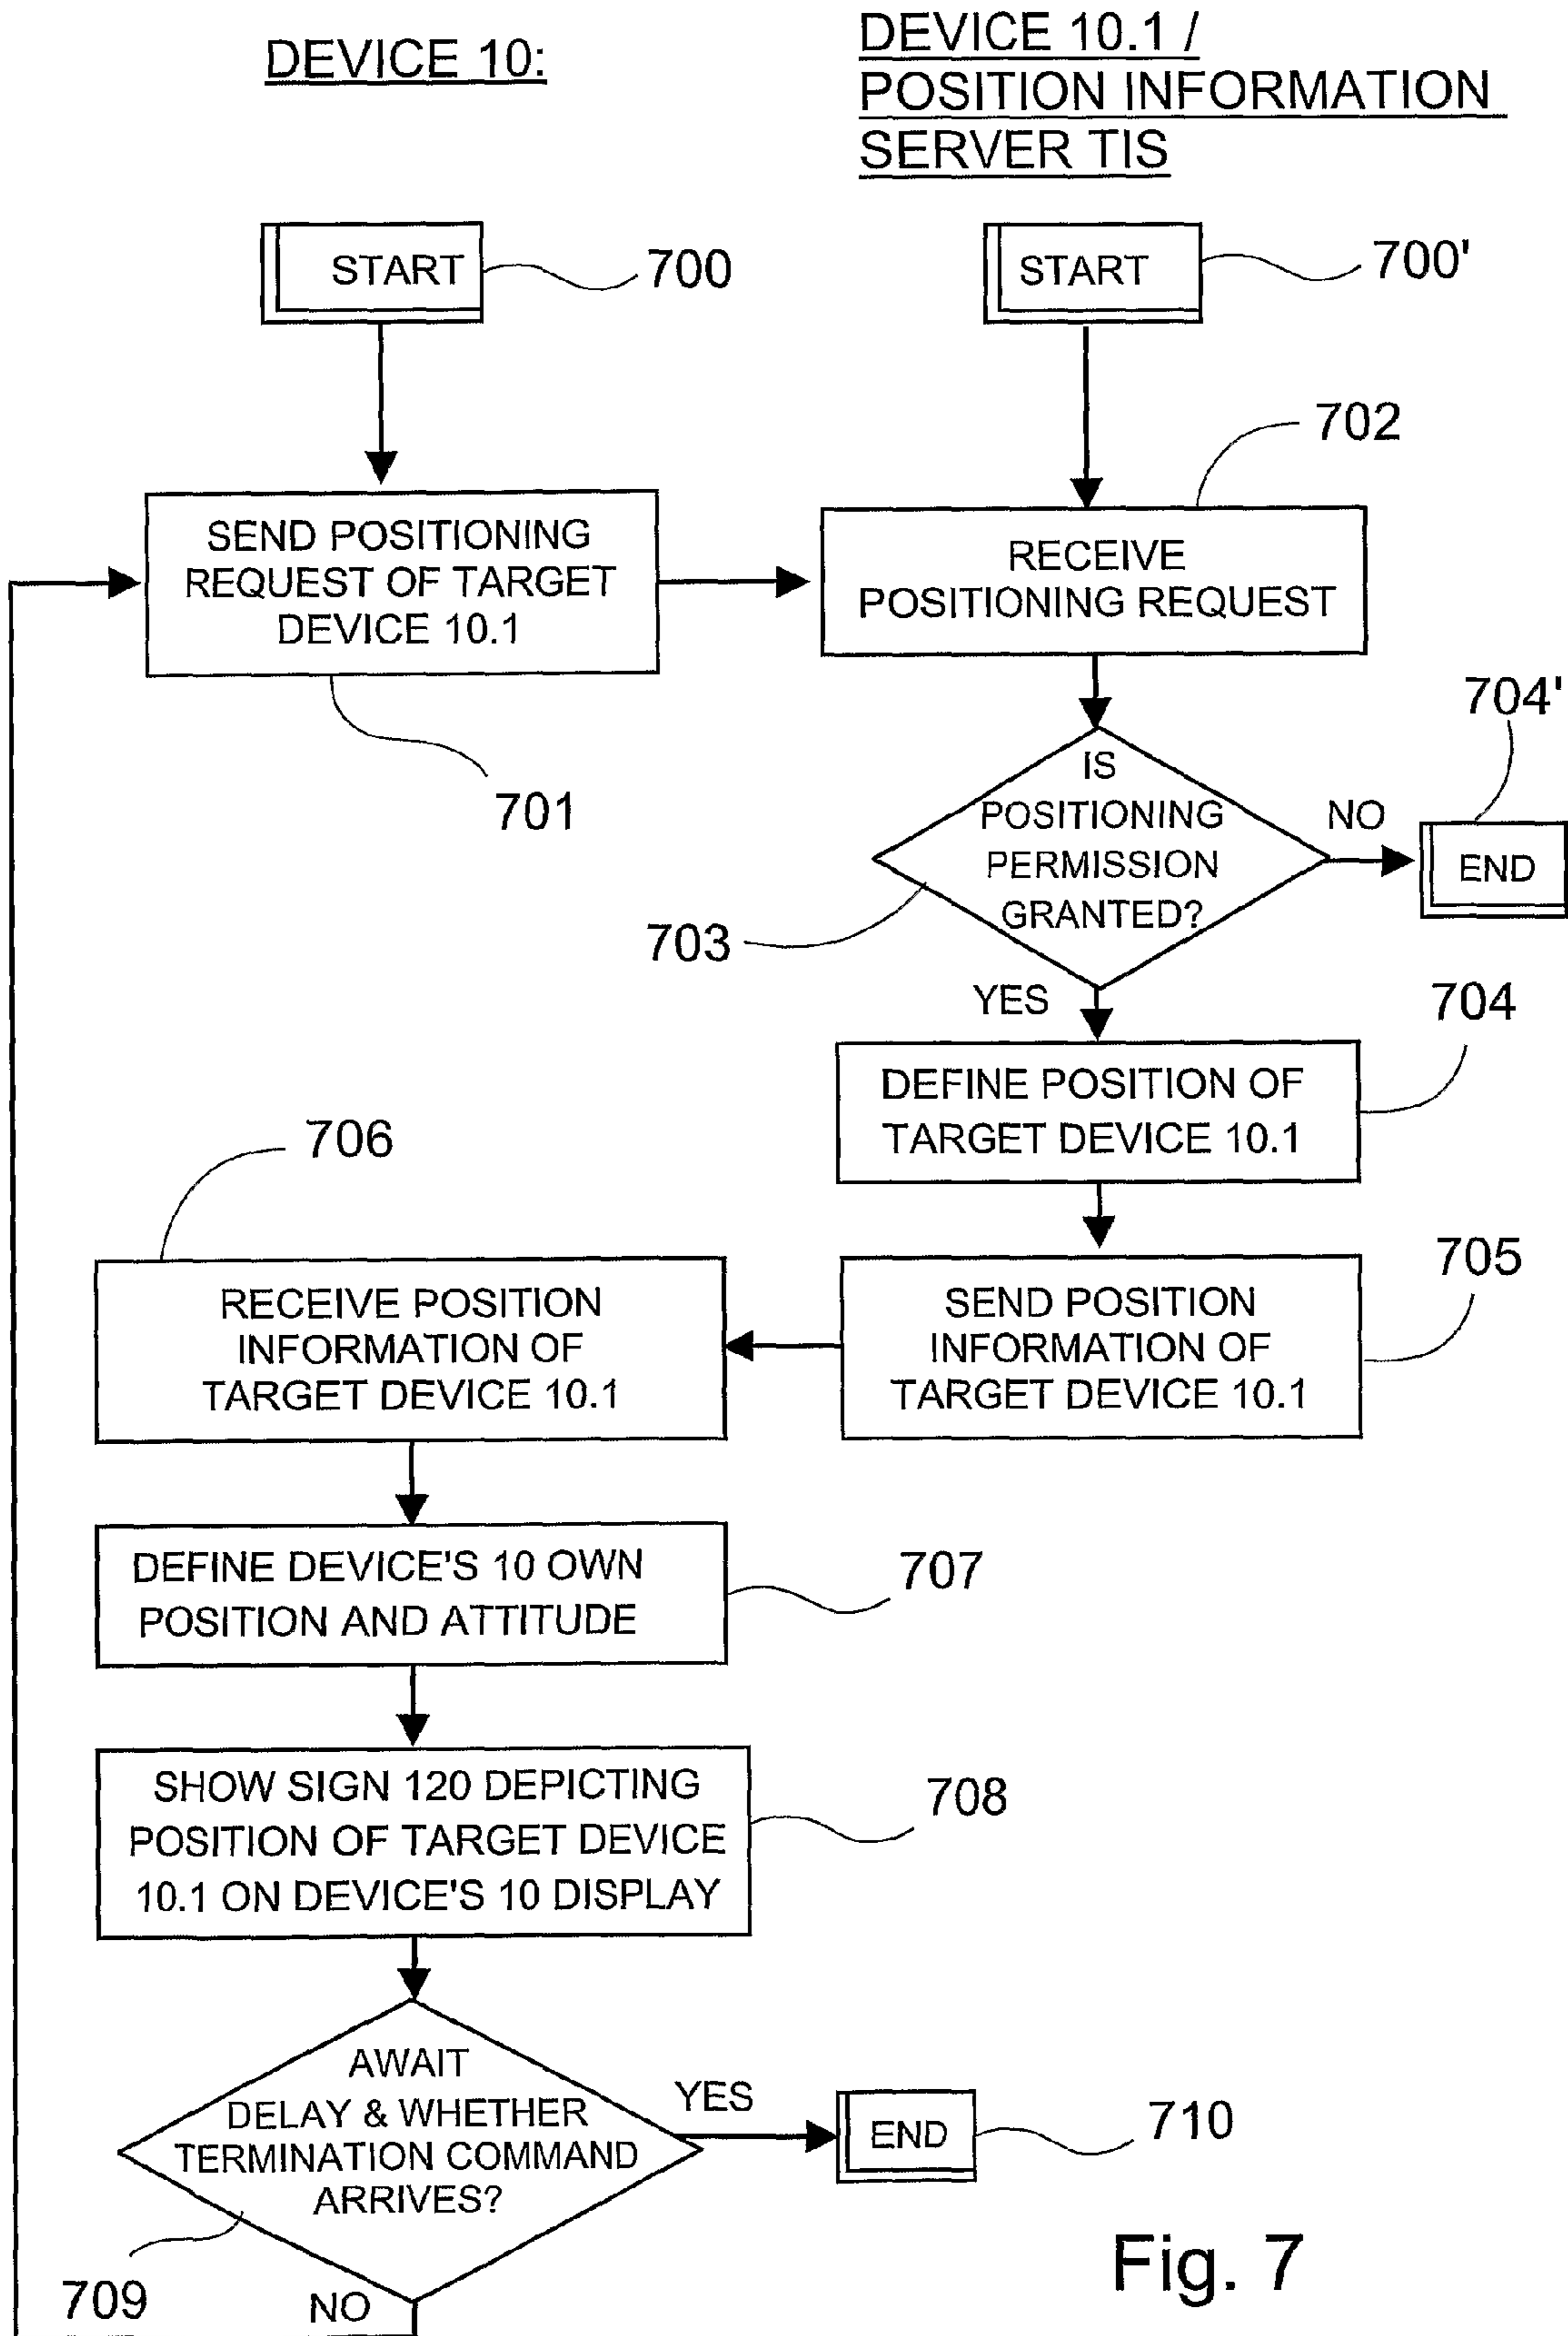 DEVICE 10:
DEVICE 10.1 /
POSITION INFORMATION
SERVER TIS
START
700
START
700'
702
SEND POSITIONING
REQUEST OF TARGET
DEVICE 10.1
701
RECEIVE
POSITIONING REQUEST
704'
IS
POSITIONING
PERMISSION
GRANTED?
NO
END
703
YES
704
DEFINE POSITION OF
TARGET DEVICE 10.1
706
705
RECEIVE POSITION
INFORMATION OF
TARGET DEVICE 10.1
SEND POSITION
INFORMATION OF
TARGET DEVICE 10.1
DEFINE DEVICE'S 10 OWN
POSITION AND ATTITUDE
707
SHOW SIGN 120 DEPICTING
POSITION OF TARGET DEVICE
10.1 ON DEVICE'S 10 DISPLAY
708
AWAIT
DELAY & WHETHER
TERMINATION COMMAND
ARRIVES?
YES
END
710
709
NO
Fig. 7